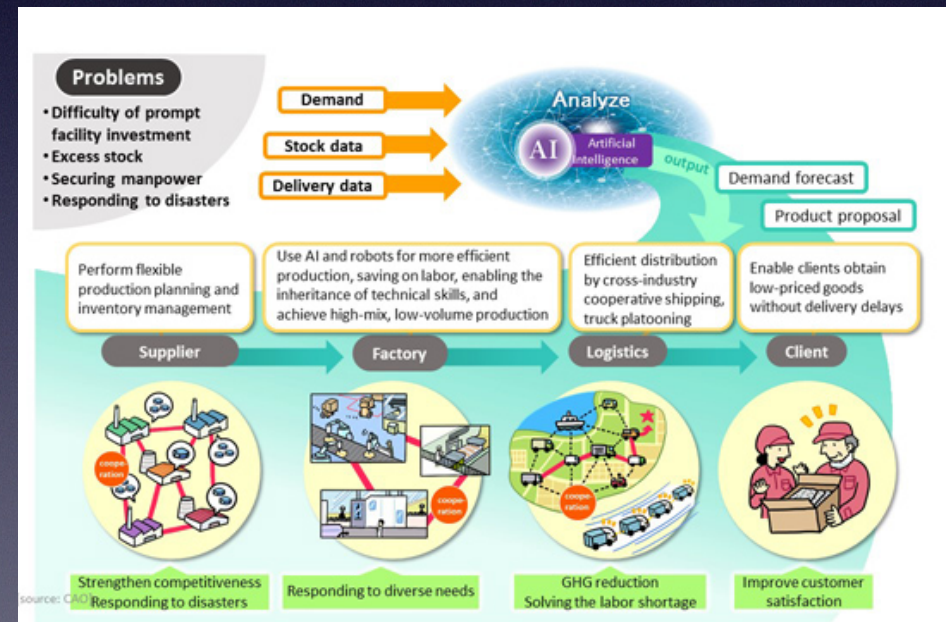 Problems
• Difficulty of prompt
facility investment
• Excess stock
• Securing manpower
• Responding to disasters
Demand
Stock data
Delivery data
Analyze
AI
Artificial
Intelligence
output
Demand forecast
Product proposal
Perform flexible
production planning and
inventory management
Use AI and robots for more efficient
production, saving on labor, enabling the
inheritance of technical skills, and
achieve high-mix, low-volume production
Efficient distribution
by cross-industry
cooperative shipping,
truck platooning
Enable clients obtain
low-priced goods
without delivery delays
Supplier
Factory
Logistics
Client
coope-
ration
coope-
ration
coope-
ration
Strengthen competitiveness
Responding to disasters
Responding to diverse needs
GHG reduction
Solving the labor shortage
Improve customer
satisfaction
source: CAO